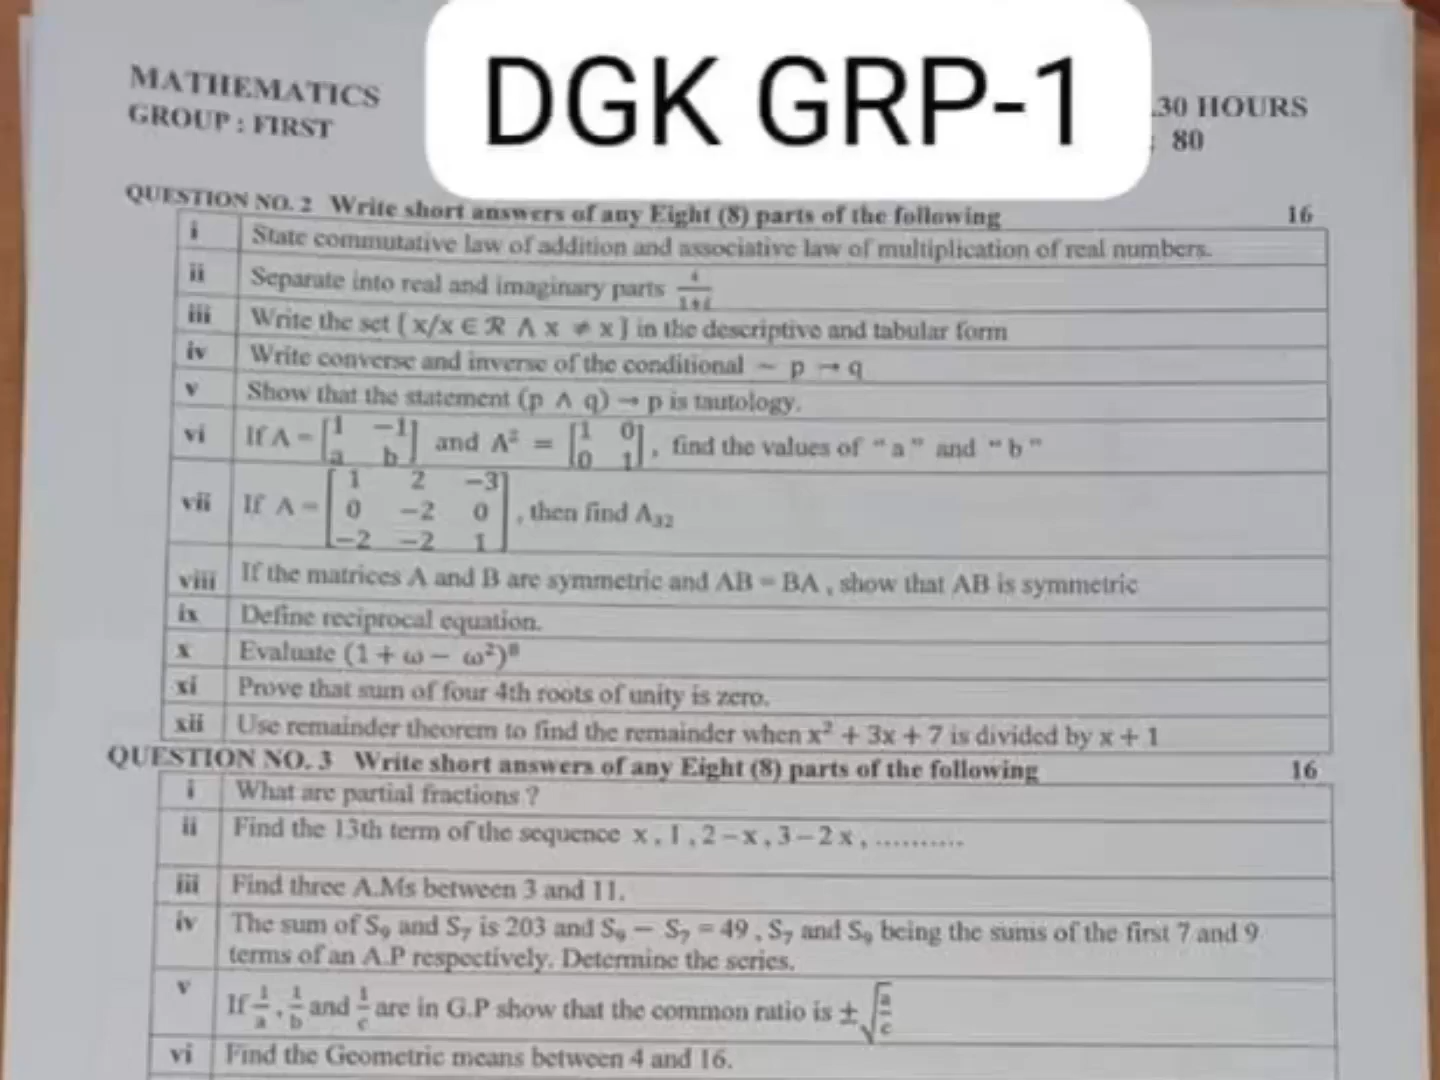 DGK GRP-1
MATHEMATICS
.30 HOURS
GROUP : FIRST
: 80
QUESTION NO. 2 Write short answers of any Eight (8) parts of the following 16
i State commutative law of addition and associative law of multiplication of real numbers.
ii Separate into real and imaginary parts i/(1+i)
iii Write the set { x/x ∈ ℛ ∧ x ≠ x } in the descriptive and tabular form
iv Write converse and inverse of the conditional ~ p → q
v Show that the statement (p ∧ q) → p is tautology.
vi If A = [1 −1; a b] and A² = [1 0; 0 1], find the values of " a " and " b "
vii If A = [1 2 −3; 0 −2 0; −2 −2 1], then find A₃₂
viii If the matrices A and B are symmetric and AB = BA , show that AB is symmetric
ix Define reciprocal equation.
x Evaluate (1 + ω − ω²)⁸
xi Prove that sum of four 4th roots of unity is zero.
xii Use remainder theorem to find the remainder when x² + 3x + 7 is divided by x + 1
QUESTION NO. 3 Write short answers of any Eight (8) parts of the following 16
i What are partial fractions ?
ii Find the 13th term of the sequence x , 1 , 2 − x , 3 − 2 x , ..........
iii Find three A.Ms between 3 and 11.
iv The sum of S₉ and S₇ is 203 and S₉ − S₇ = 49 , S₇ and S₉ being the sums of the first 7 and 9
terms of an A.P respectively. Determine the series.
v If 1/a , 1/b and 1/c are in G.P show that the common ratio is ± √(a/c)
vi Find the Geometric means between 4 and 16.